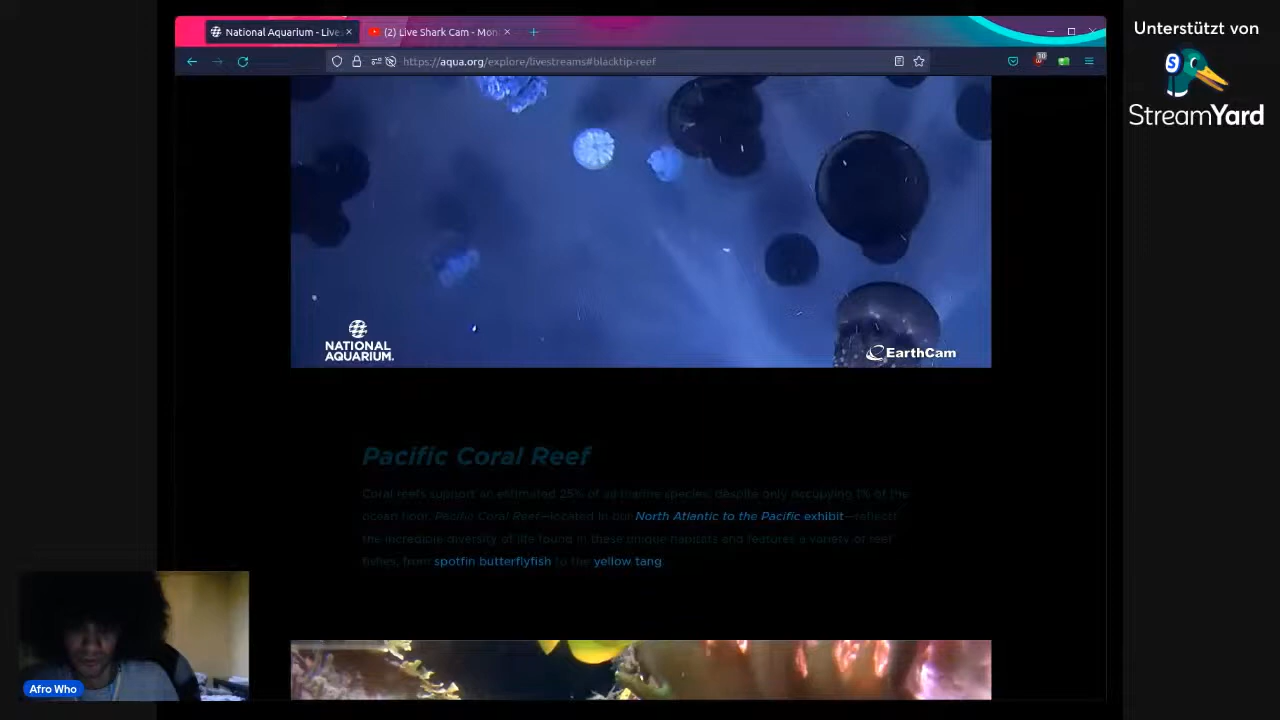 National Aquarium - Lives
(2) Live Shark Cam - Mon
Unterstützt von
StreamYard
https://aqua.org/explore/livestreams#blacktip-reef
10
NATIONAL
AQUARIUM.
EarthCam
Pacific Coral Reef
Coral reefs support an estimated 25% of all marine species, despite only occupying 1% of the
ocean floor. Pacific Coral Reef—located in our North Atlantic to the Pacific exhibit—reflects
the incredible diversity of life found in these unique habitats and features a variety of reef
fishes, from spotfin butterflyfish to the yellow tang.
Afro Who